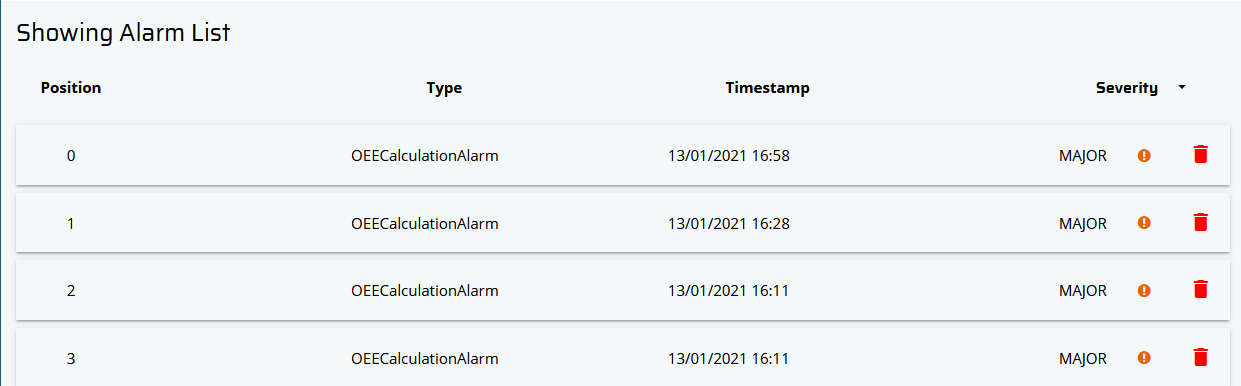 Showing Alarm List
Position Type Timestamp Severity
0 OEECalculationAlarm 13/01/2021 16:58 MAJOR
1 OEECalculationAlarm 13/01/2021 16:28 MAJOR
2 OEECalculationAlarm 13/01/2021 16:11 MAJOR
3 OEECalculationAlarm 13/01/2021 16:11 MAJOR